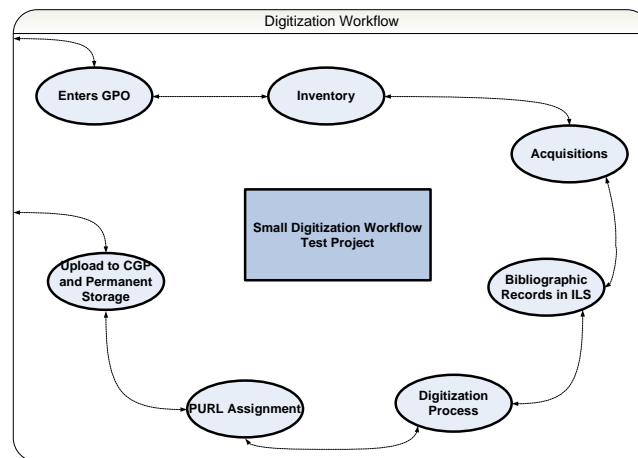 Digitization Workflow
Enters GPO
Inventory
Acquisitions
Small Digitization Workflow
Test Project
Upload to CGP
and Permanent
Storage
Bibliographic
Records in ILS
PURL Assignment
Digitization
Process